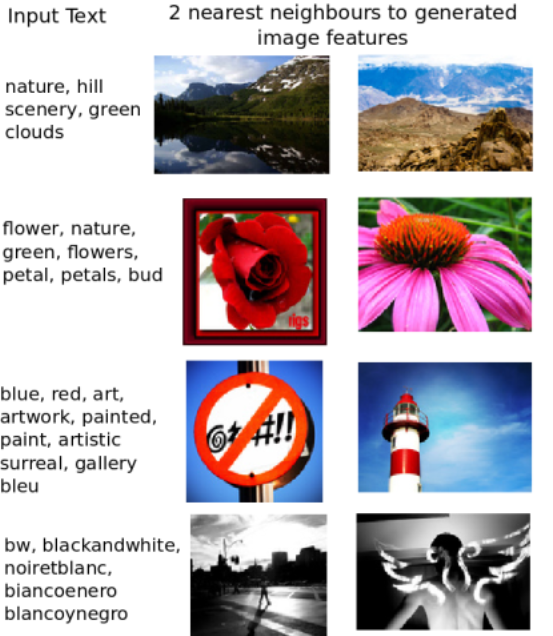 Input Text
2 nearest neighbours to generated
image features
nature, hill
scenery, green
clouds
flower, nature,
green, flowers,
petal, petals, bud
rigs
blue, red, art,
artwork, painted,
paint, artistic
surreal, gallery
bleu
@*#!!
bw, blackandwhite,
noiretblanc,
biancoenero
blancoynegro